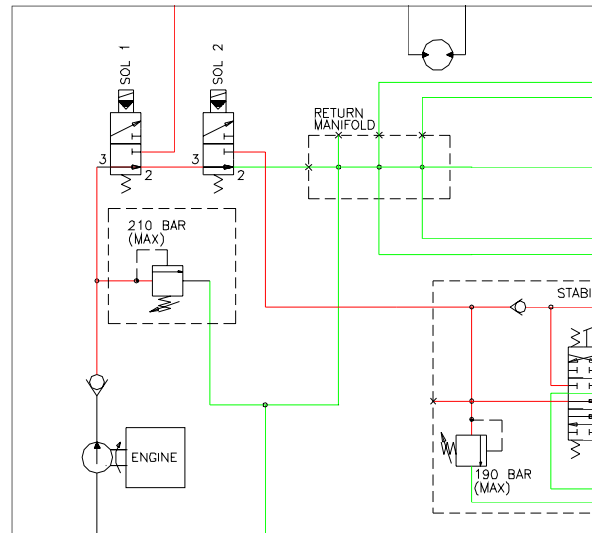 SOL 1
SOL 2
3
2
3
2
RETURN
MANIFOLD
210 BAR
(MAX)
STABI
ENGINE
190 BAR
(MAX)